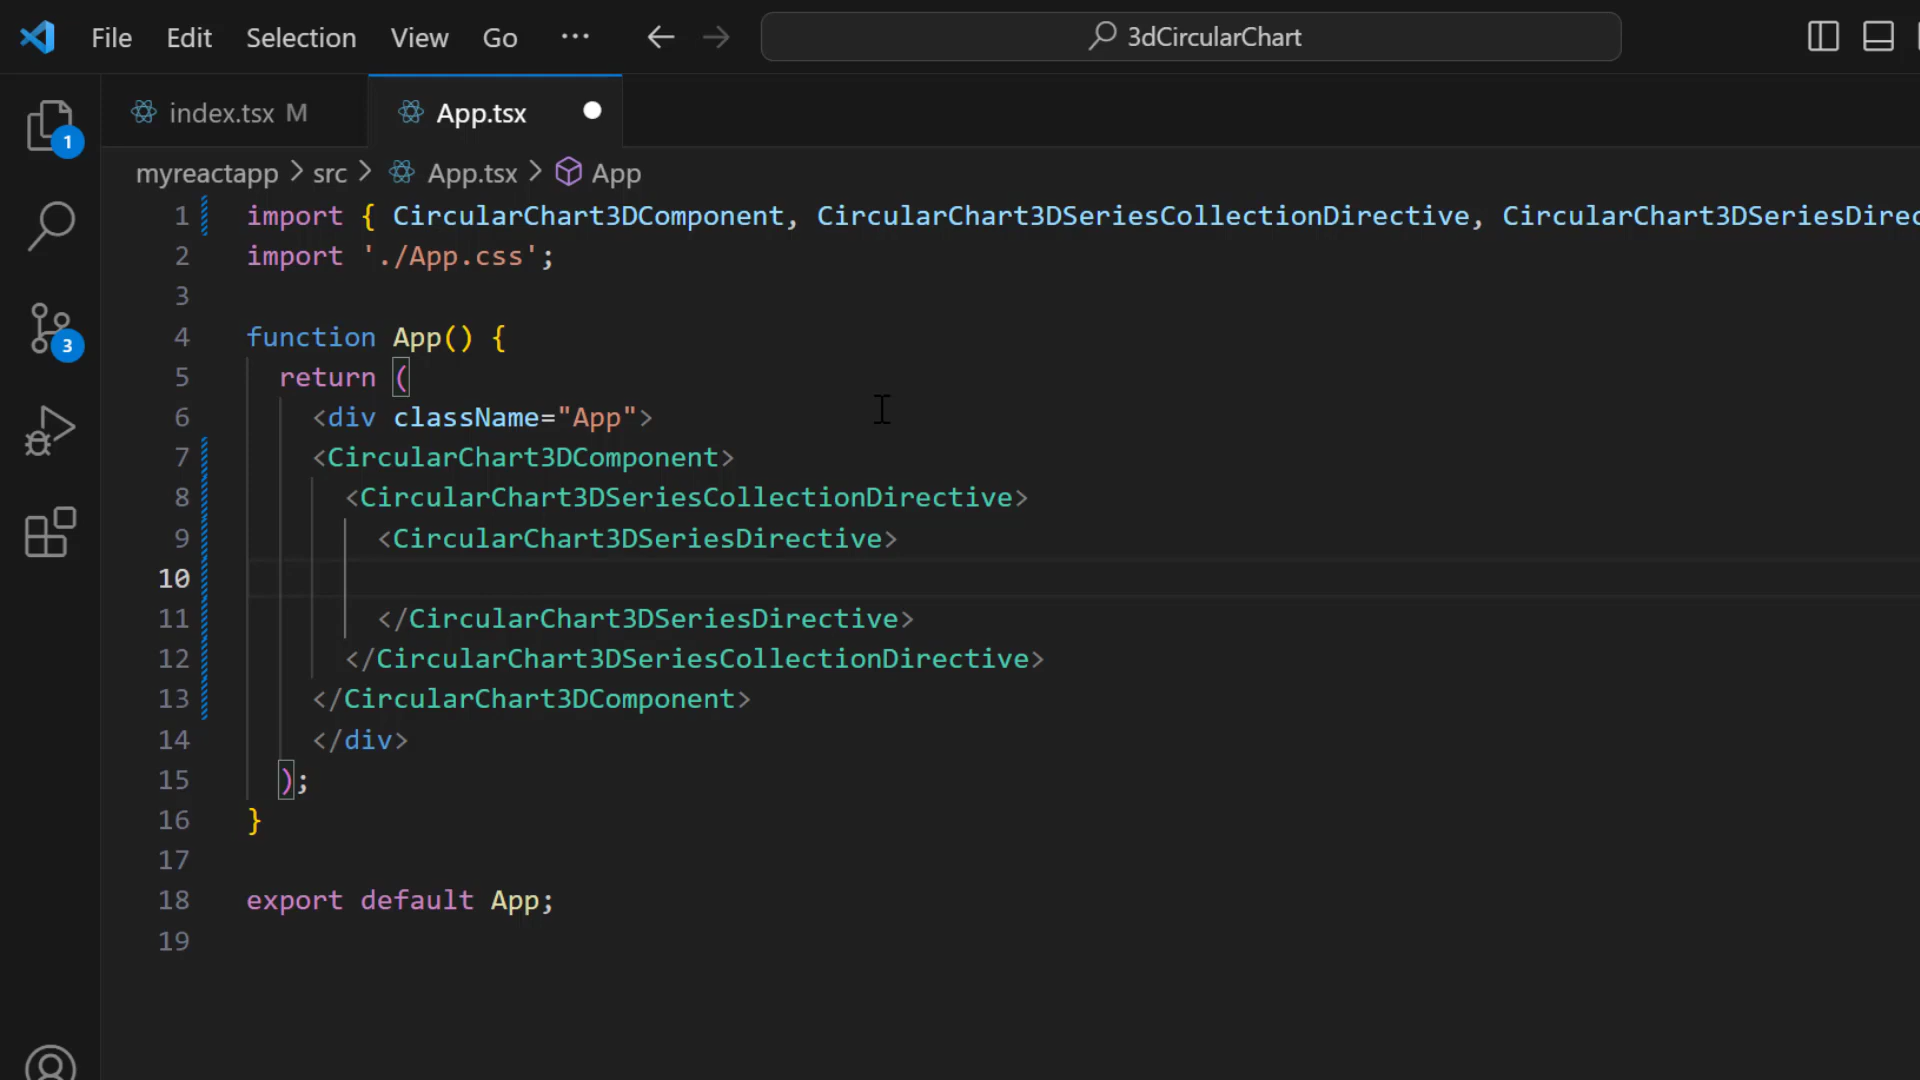 File Edit Selection View Go ··· 3dCircularChart
index.tsx M App.tsx
myreactapp > src > App.tsx > App
1
3
1 import { CircularChart3DComponent, CircularChart3DSeriesCollectionDirective, CircularChart3DSeriesDirec
2 import './App.css';
3
4 function App() {
5 return (
6 <div className="App">
7 <CircularChart3DComponent>
8 <CircularChart3DSeriesCollectionDirective>
9 <CircularChart3DSeriesDirective>
10
11 </CircularChart3DSeriesDirective>
12 </CircularChart3DSeriesCollectionDirective>
13 </CircularChart3DComponent>
14 </div>
15 );
16 }
17
18 export default App;
19